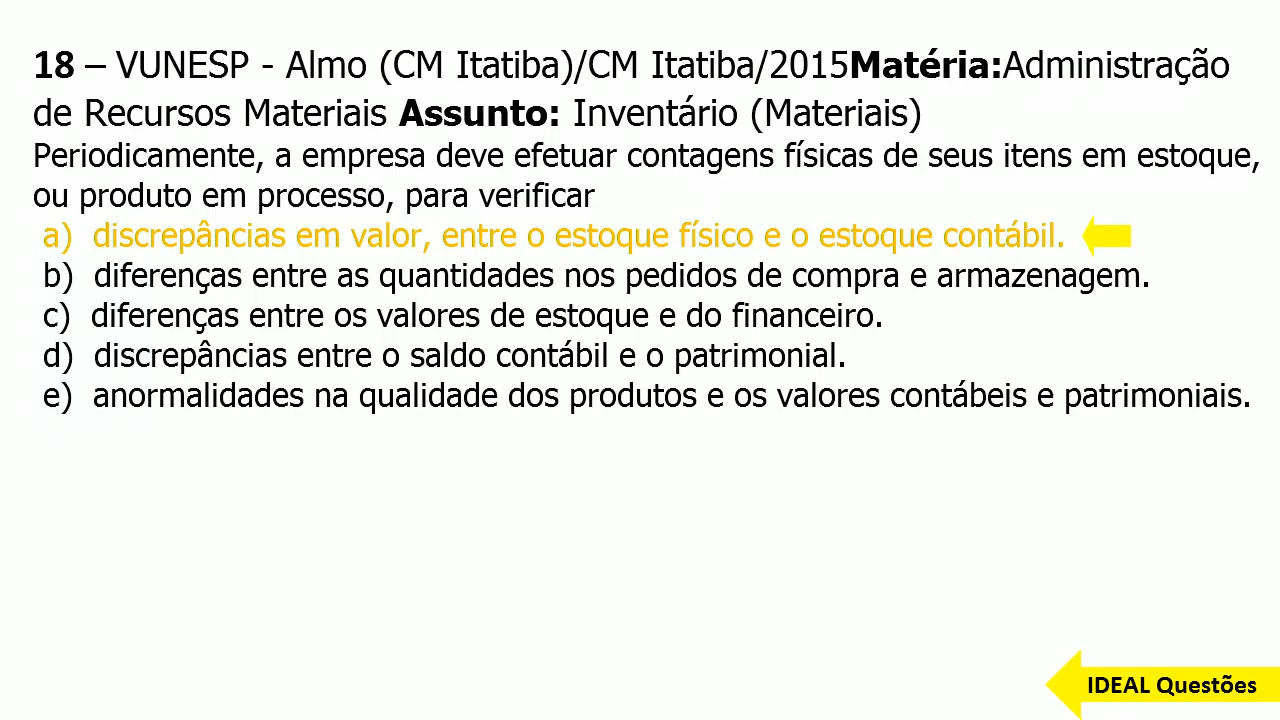 18 – VUNESP - Almo (CM Itatiba)/CM Itatiba/2015Matéria:Administração
de Recursos Materiais Assunto: Inventário (Materiais)
Periodicamente, a empresa deve efetuar contagens físicas de seus itens em estoque,
ou produto em processo, para verificar
a) discrepâncias em valor, entre o estoque físico e o estoque contábil.
b) diferenças entre as quantidades nos pedidos de compra e armazenagem.
c) diferenças entre os valores de estoque e do financeiro.
d) discrepâncias entre o saldo contábil e o patrimonial.
e) anormalidades na qualidade dos produtos e os valores contábeis e patrimoniais.
IDEAL Questões